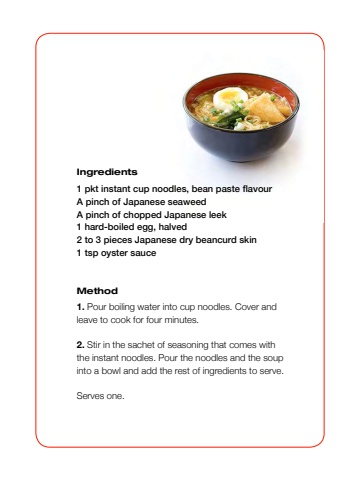 Ingredients
1 pkt instant cup noodles, bean paste flavour
A pinch of Japanese seaweed
A pinch of chopped Japanese leek
1 hard-boiled egg, halved
2 to 3 pieces Japanese dry beancurd skin
1 tsp oyster sauce
Method
1. Pour boiling water into cup noodles. Cover and
leave to cook for four minutes.
2. Stir in the sachet of seasoning that comes with
the instant noodles. Pour the noodles and the soup
into a bowl and add the rest of ingredients to serve.
Serves one.